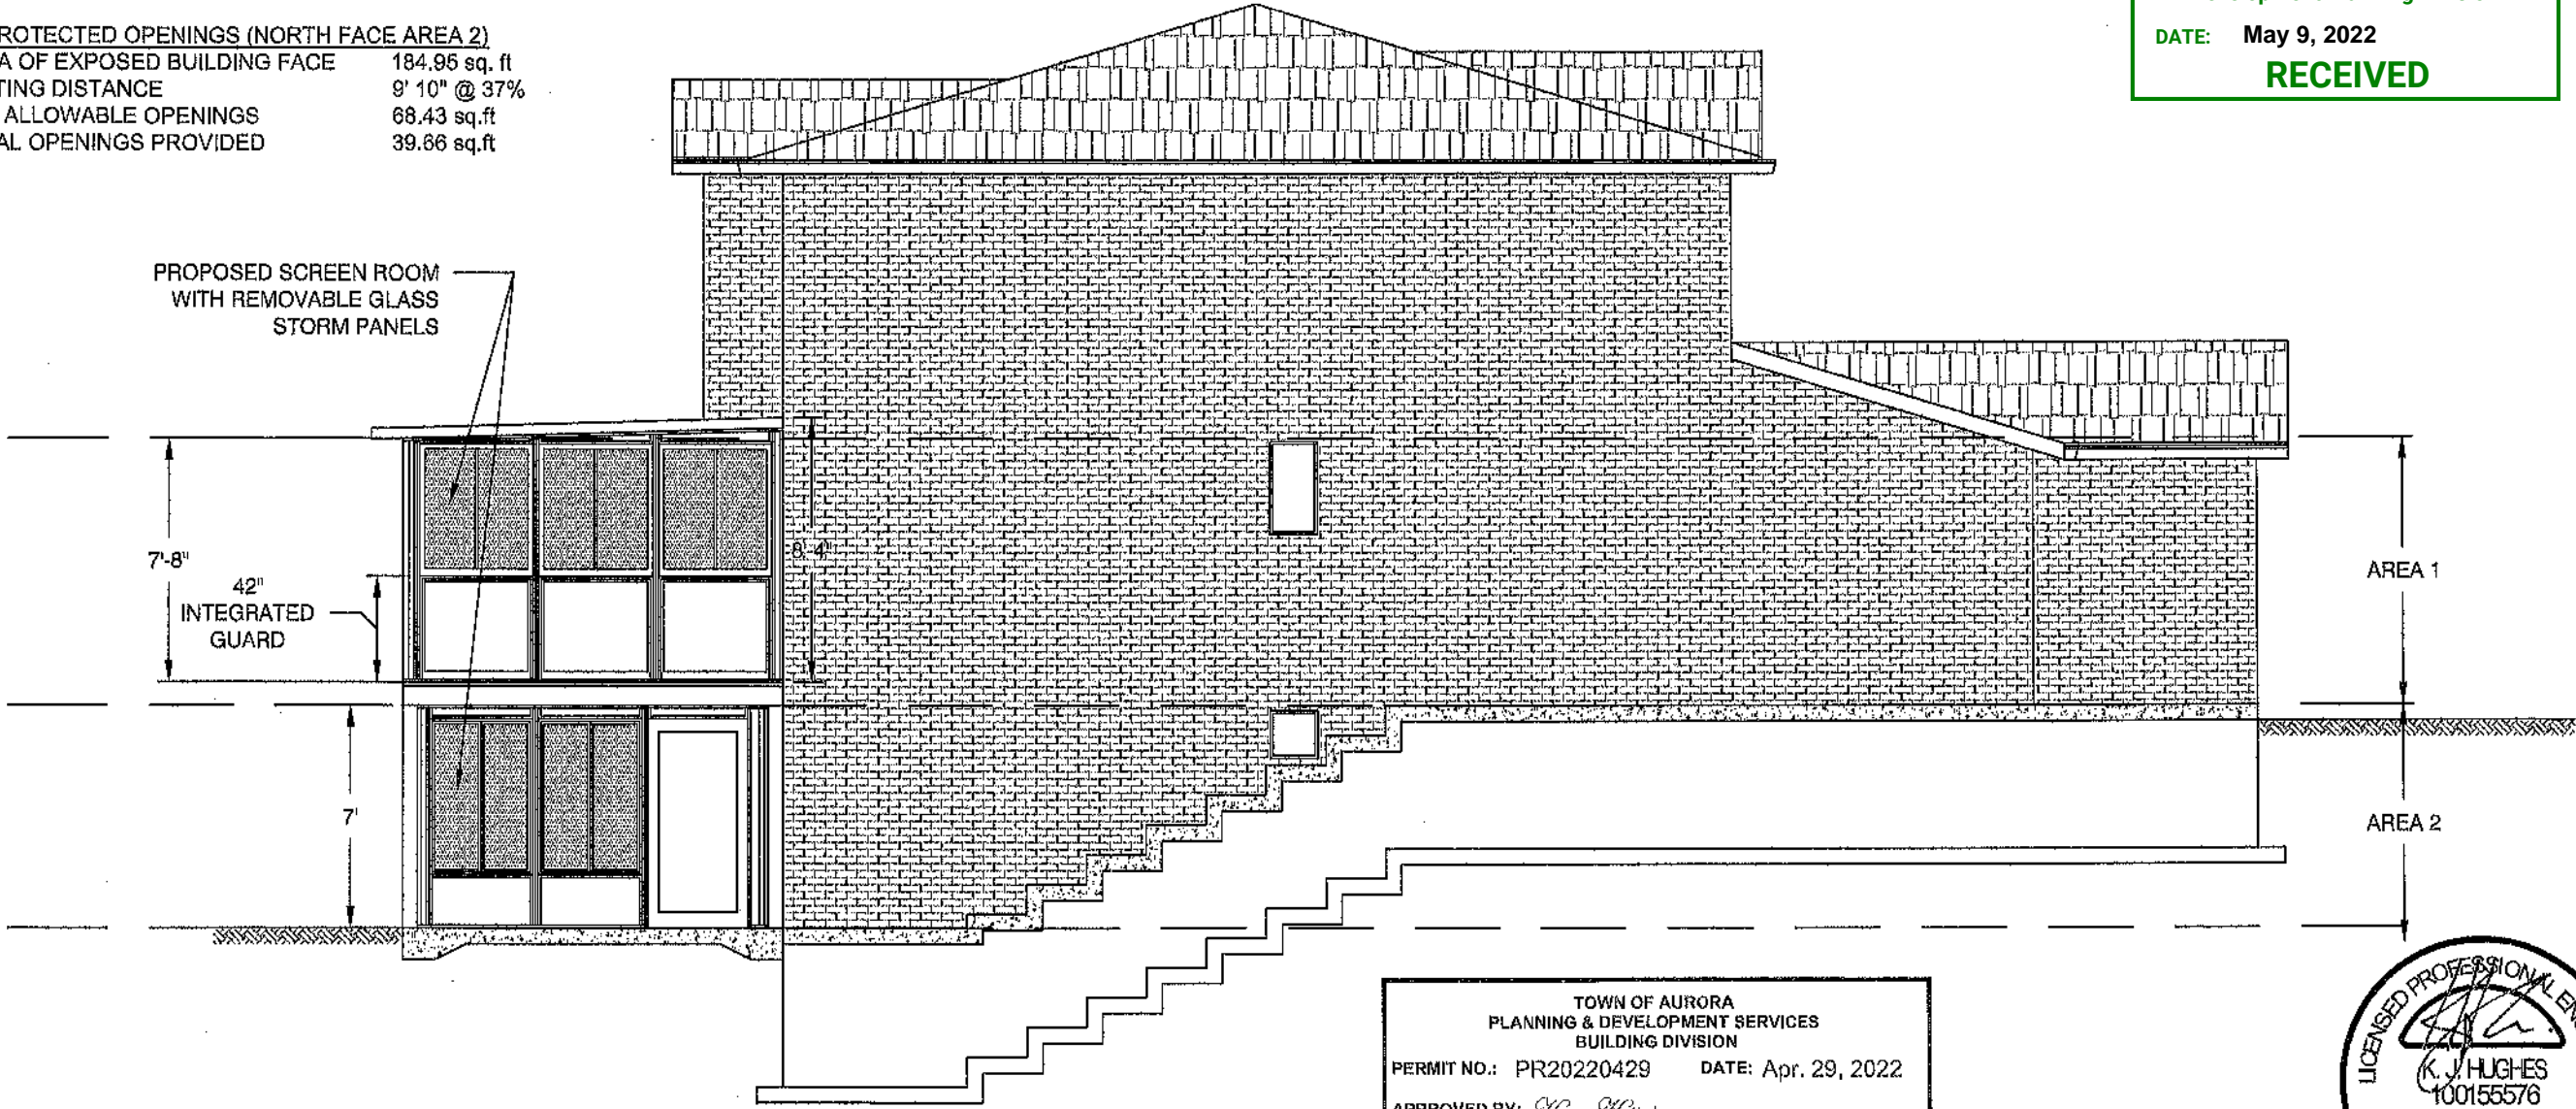 ROTECTED OPENINGS (NORTH FACE AREA 2)
A OF EXPOSED BUILDING FACE 184.95 sq. ft
TING DISTANCE 9' 10" @ 37%
ALLOWABLE OPENINGS 68.43 sq.ft
AL OPENINGS PROVIDED 39.66 sq.ft
DATE: May 9, 2022
RECEIVED
PROPOSED SCREEN ROOM
WITH REMOVABLE GLASS
STORM PANELS
7'-8"
42"
INTEGRATED
GUARD
8'-4"
7'
AREA 1
AREA 2
TOWN OF AURORA
PLANNING & DEVELOPMENT SERVICES
BUILDING DIVISION
PERMIT NO.: PR20220429 DATE: Apr. 29, 2022
APPROVED BY:
LICENSED PROFESSIONAL EN
K. J. HUGHES
100155576